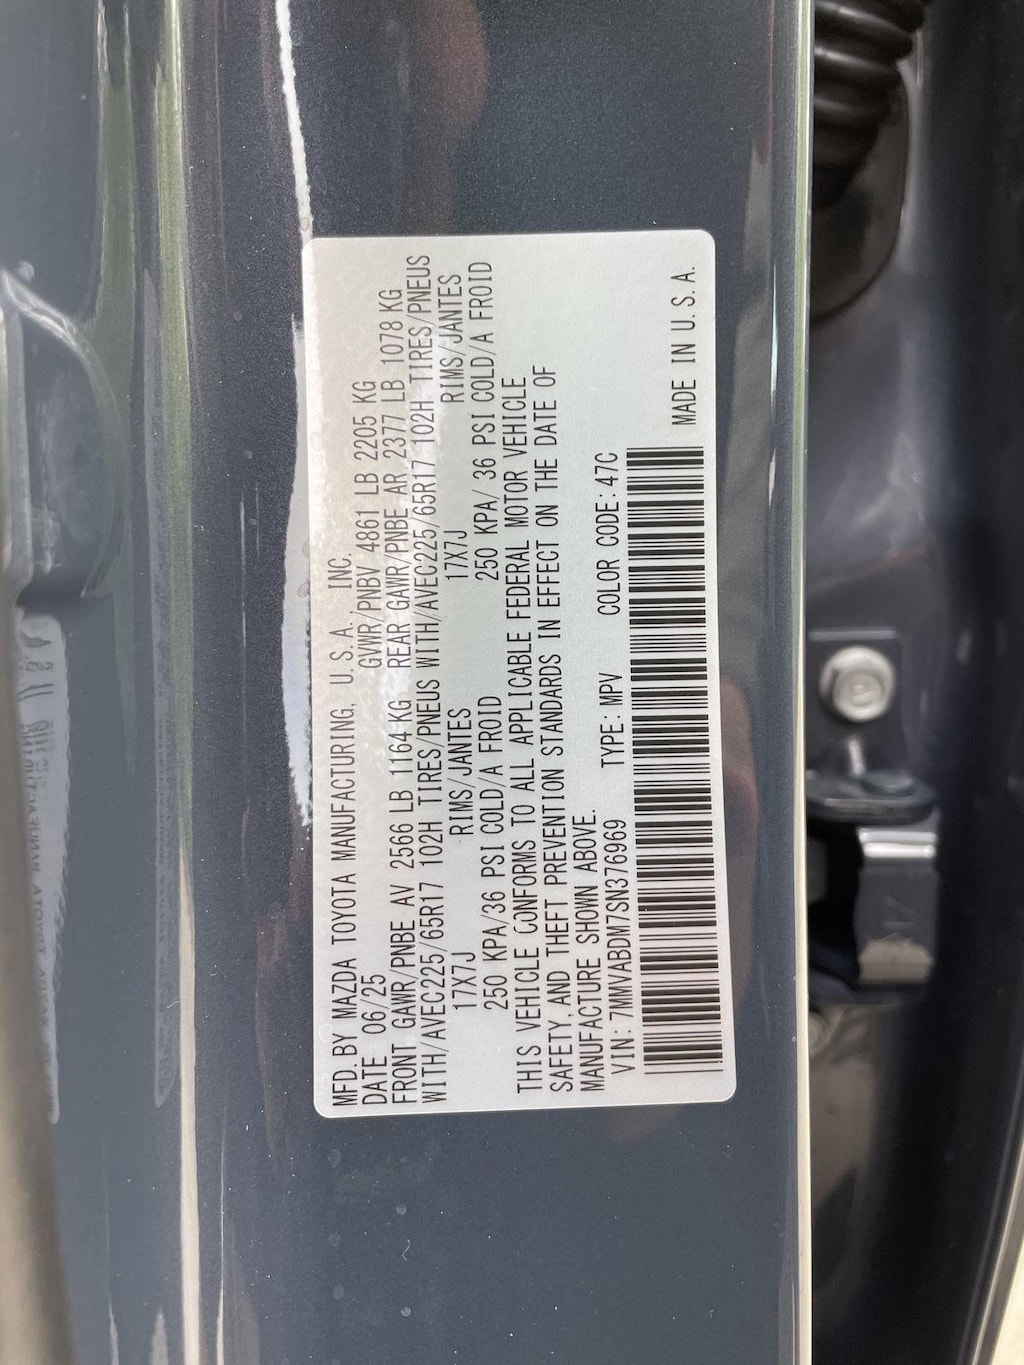 MFD. BY MAZDA TOYOTA MANUFACTURING, U.S.A., INC.
DATE 06/25 GVWR/PNBV 4861 LB 2205 KG
FRONT GAWR/PNBE AV 2566 LB 1164 KG REAR GAWR/PNBE AR 2377 LB 1078 KG
WITH/AVEC225/65R17 102H TIRES/PNEUS WITH/AVEC225/65R17 102H TIRES/PNEUS
17X7J RIMS/JANTES 17X7J RIMS/JANTES
250 KPA/36 PSI COLD/A FROID 250 KPA/ 36 PSI COLD/A FROID
THIS VEHICLE CONFORMS TO ALL APPLICABLE FEDERAL MOTOR VEHICLE
SAFETY, AND THEFT PREVENTION STANDARDS IN EFFECT ON THE DATE OF
MANUFACTURE SHOWN ABOVE.
VIN: 7MMVABDM7SN376969 TYPE: MPV COLOR CODE: 47C
MADE IN U.S.A.